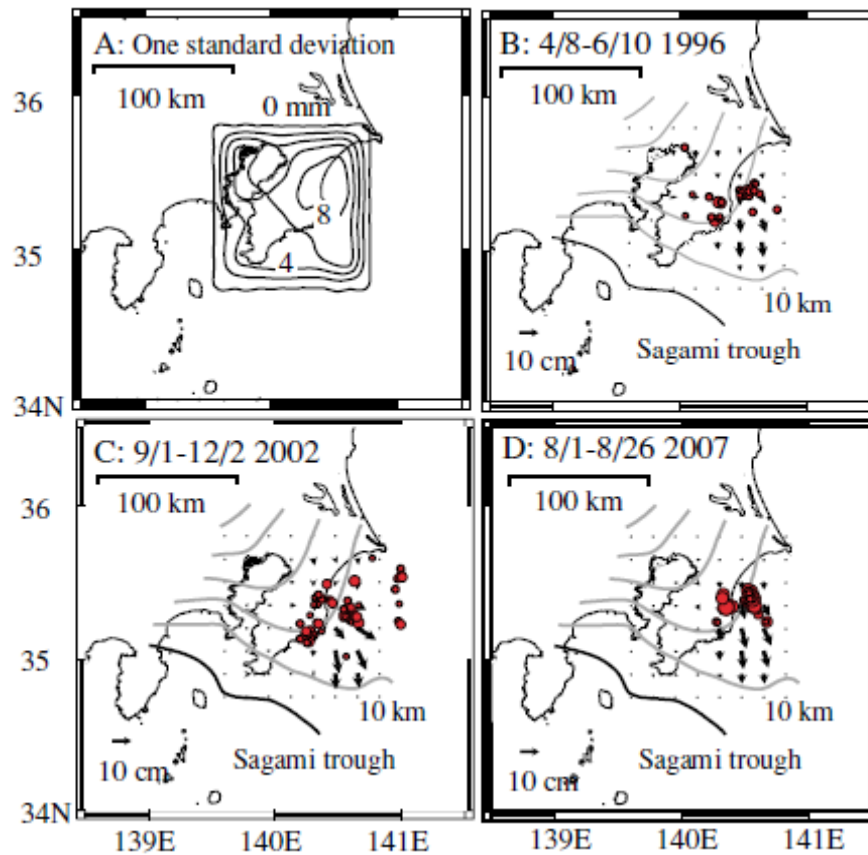 A: One standard deviation
100 km
0 mm
8
4
36
35
34N
B: 4/8-6/10 1996
100 km
10 km
10 cm
Sagami trough
C: 9/1-12/2 2002
100 km
10 km
10 cm
Sagami trough
36
35
34N
139E
140E
141E
D: 8/1-8/26 2007
100 km
10 km
10 cm
Sagami trough
139E
140E
141E